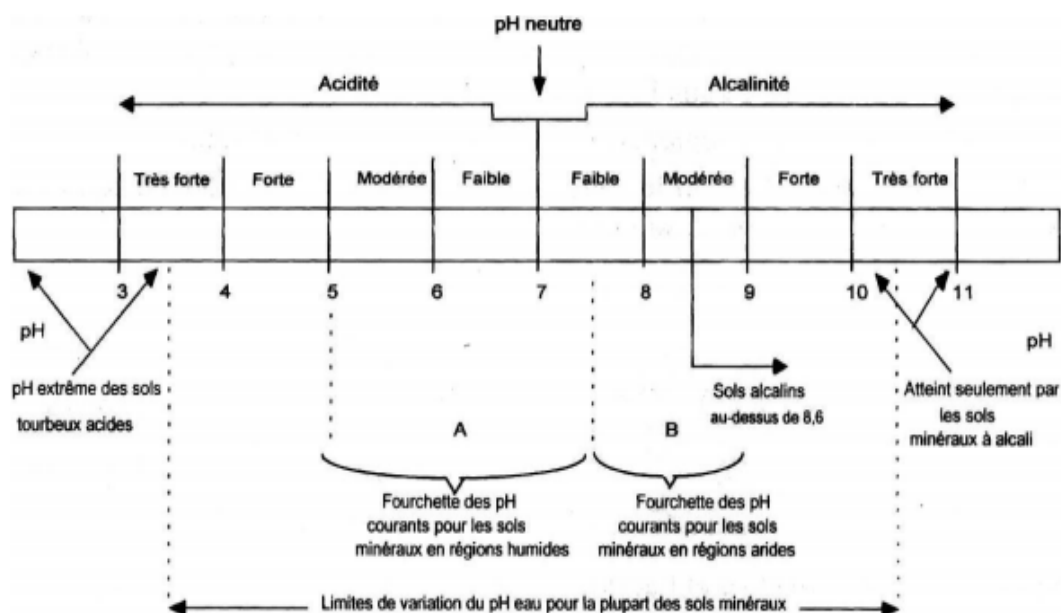 pH neutre
Acidité
Alcalinité
Très forte
Forte
Modérée
Faible
Faible
Modérée
Forte
Très forte
3
4
5
6
7
8
9
10
11
pH
pH
pH extrême des sols
tourbeux acides
Sols alcalins
au-dessus de 8,6
Atteint seulement par
les sols
minéraux à alcali
A
B
Fourchette des pH
courants pour les sols
minéraux en régions humides
Fourchette des pH
courants pour les sols
minéraux en régions arides
Limites de variation du pH eau pour la plupart des sols minéraux